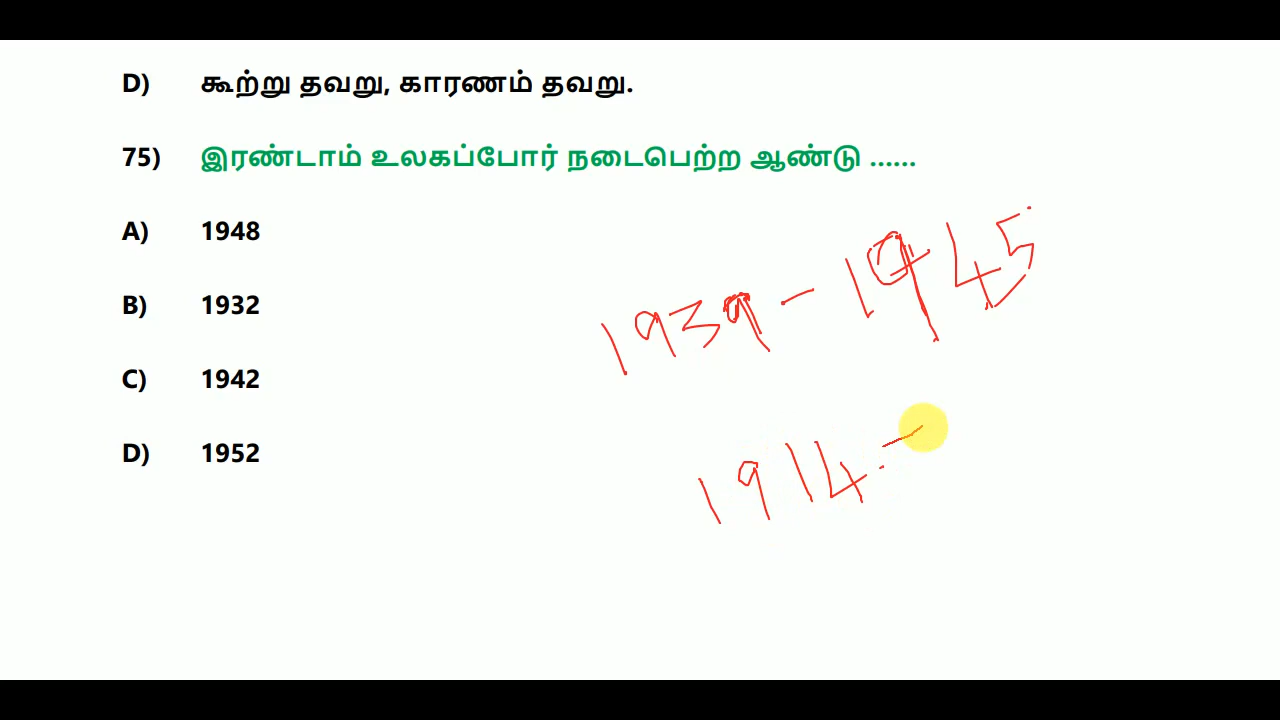 D) கூற்று தவறு, காரணம் தவறு.
75) இரண்டாம் உலகப்போர் நடைபெற்ற ஆண்டு ......
A) 1948
B) 1932
C) 1942
D) 1952
1939 - 1945
1914 -